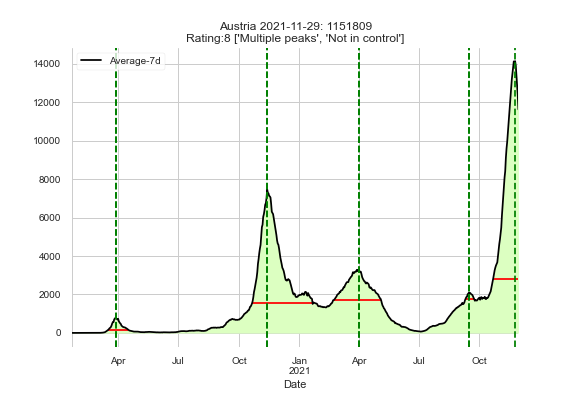 Austria 2021-11-29: 1151809
Rating:8 ['Multiple peaks', 'Not in control']
Average-7d
14000
12000
10000
8000
6000
4000
2000
0
Apr Jul Oct Jan Apr Jul Oct
2021
Date